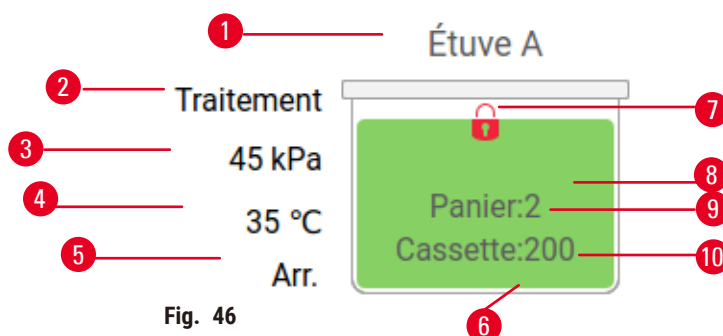 1
Étuve A
2
Traitement
7
3
45 kPa
8
4
35 °C
Panier:2
9
5
Arr.
Cassette:200
10
Fig. 46
6